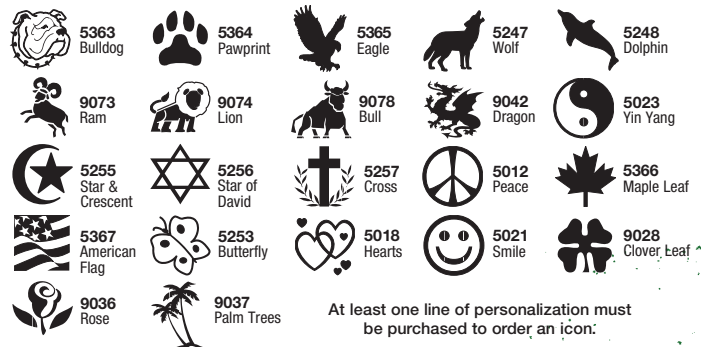 5363
Bulldog
5364
Pawprint
5365
Eagle
5247
Wolf
5248
Dolphin
9073
Ram
9074
Lion
9078
Bull
9042
Dragon
5023
Yin Yang
5255
Star &
Crescent
5256
Star of
David
5257
Cross
5012
Peace
5366
Maple Leaf
5367
American
Flag
5253
Butterfly
5018
Hearts
5021
Smile
9028
Clover Leaf
9036
Rose
9037
Palm Trees
At least one line of personalization must
be purchased to order an icon.